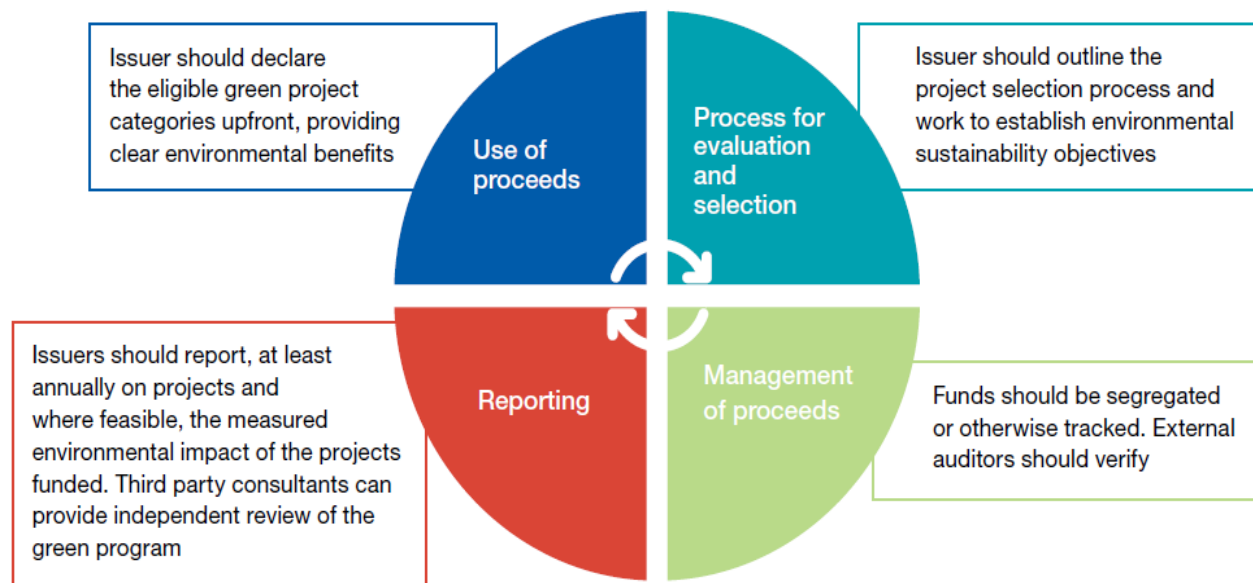 Issuer should declare
the eligible green project
categories upfront, providing
clear environmental benefits
Use of
proceeds
Process for
evaluation
and
selection
Issuer should outline the
project selection process and
work to establish environmental
sustainability objectives
Issuers should report, at least
annually on projects and
where feasible, the measured
environmental impact of the projects
funded. Third party consultants can
provide independent review of the
green program
Reporting
Management
of proceeds
Funds should be segregated
or otherwise tracked. External
auditors should verify